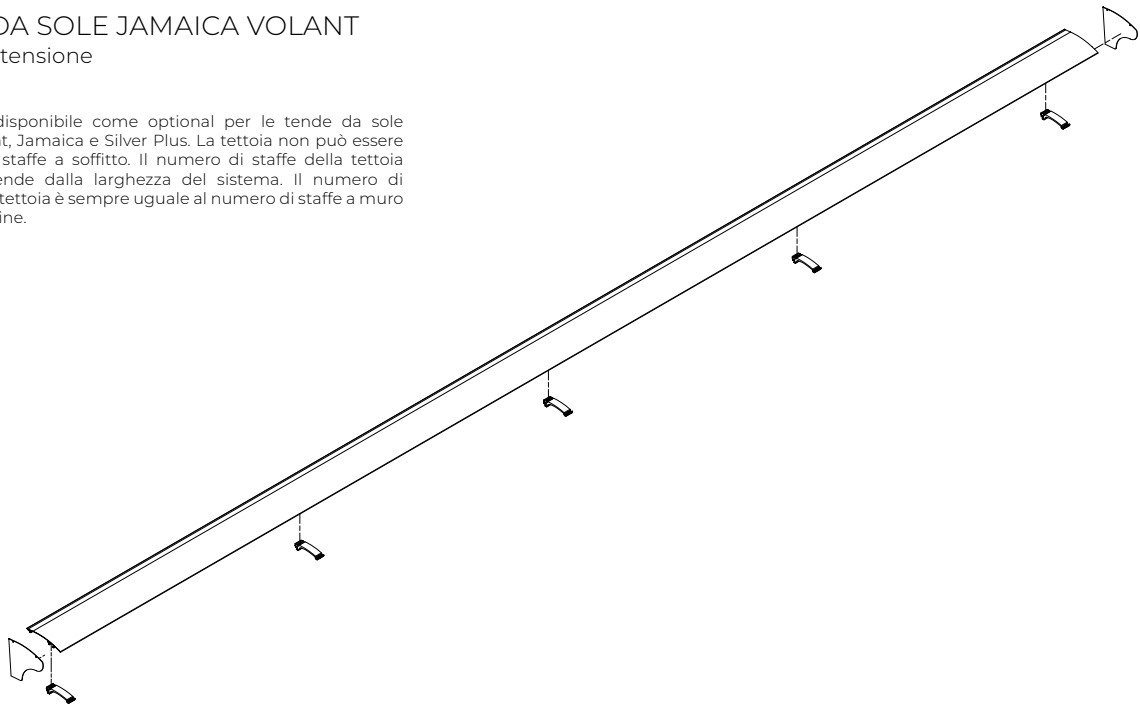 DA SOLE JAMAICA VOLANT
tensione
disponibile come optional per le tende da sole
t, Jamaica e Silver Plus. La tettoia non può essere
staffe a soffitto. Il numero di staffe della tettoia
ende dalla larghezza del sistema. Il numero di
tettoia è sempre uguale al numero di staffe a muro
ine.